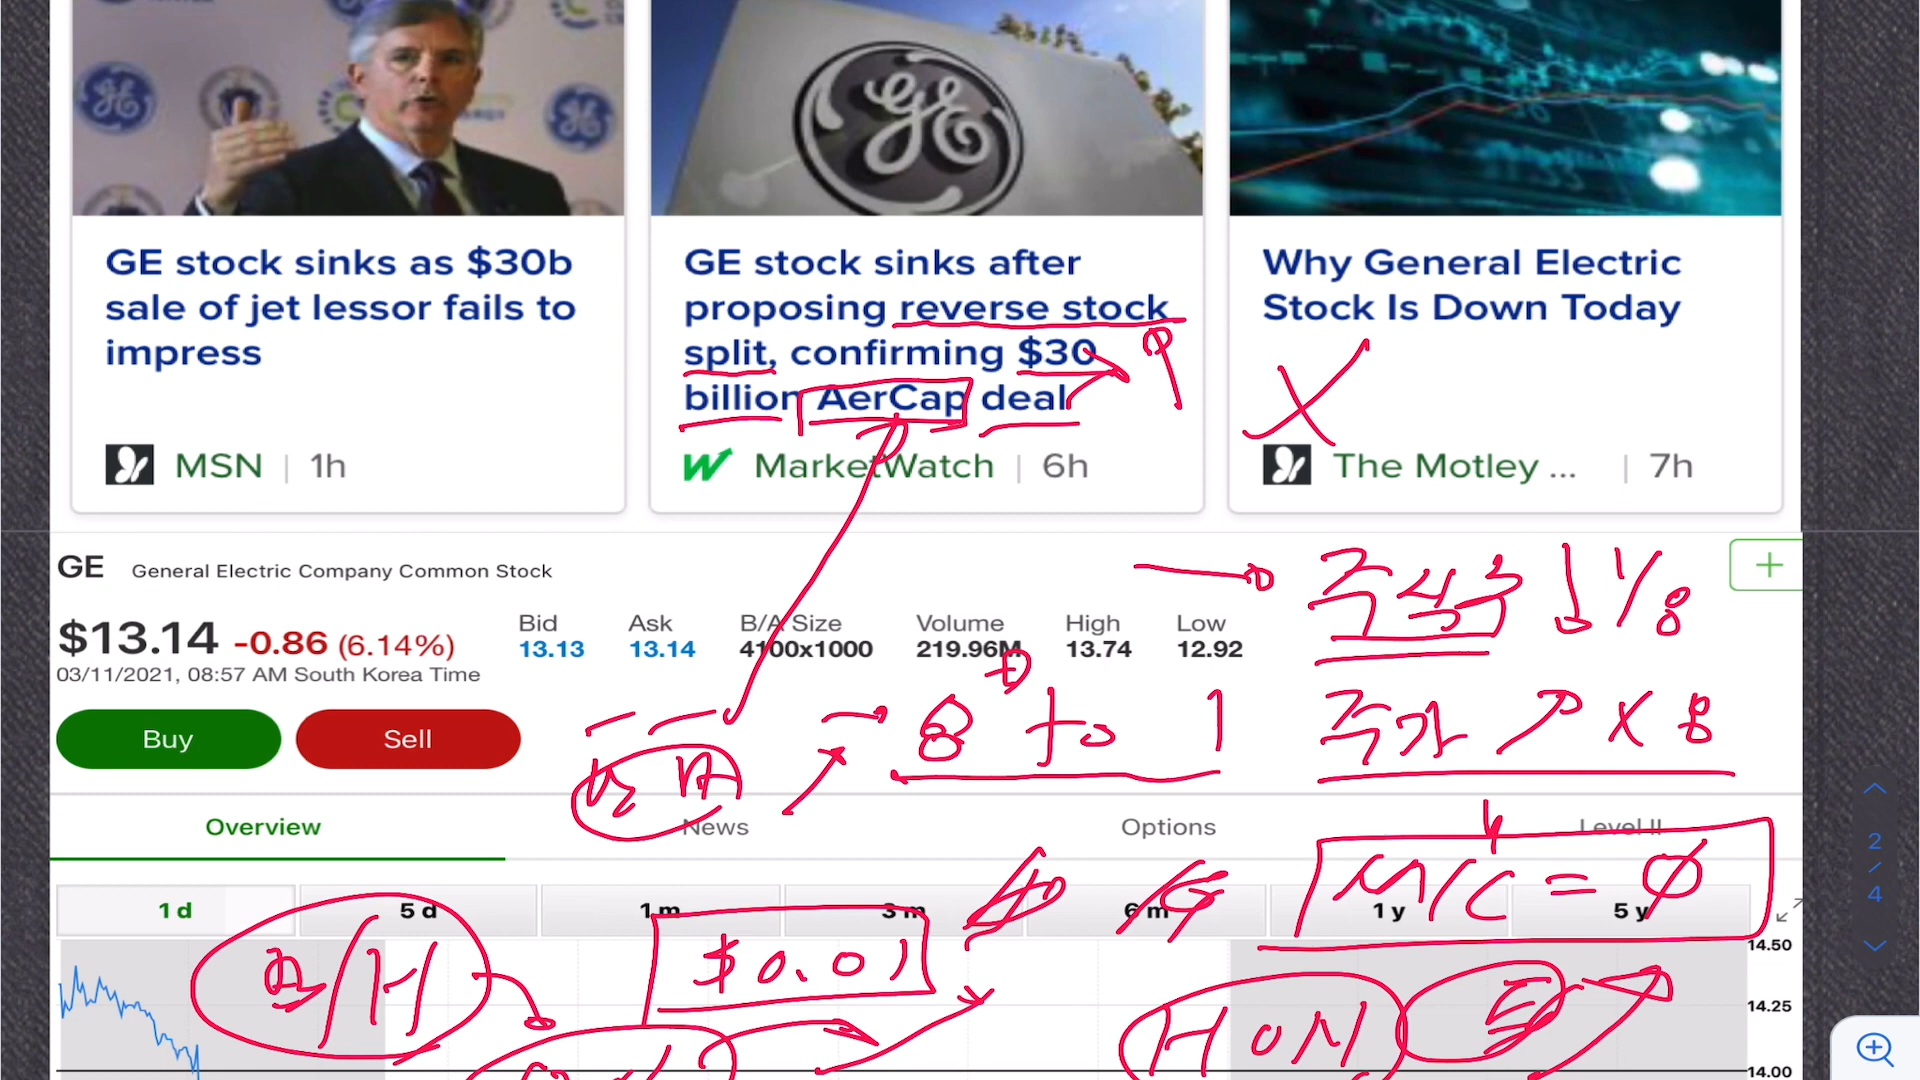 GE stock sinks as $30b
sale of jet lessor fails to
impress
MSN | 1h
GE stock sinks after
proposing reverse stock
split, confirming $30
billion AerCap deal
MarketWatch | 6h
Why General Electric
Stock Is Down Today
The Motley ... | 7h
GE General Electric Company Common Stock
$13.14 -0.86 (6.14%)
03/11/2021, 08:57 AM South Korea Time
Bid Ask B/A Size Volume High Low
13.13 13.14 4100x1000 219.96M 13.74 12.92
주식수 ↓ 1/8
8 to 1
주가 ↗ x 8
Buy Sell
Overview News Options Level II
M/C = 0
1 d 5 d 1 m 3 m 6 m 1 y 5 y
$0.01
HON
14.50
14.25
14.00
2
/
4